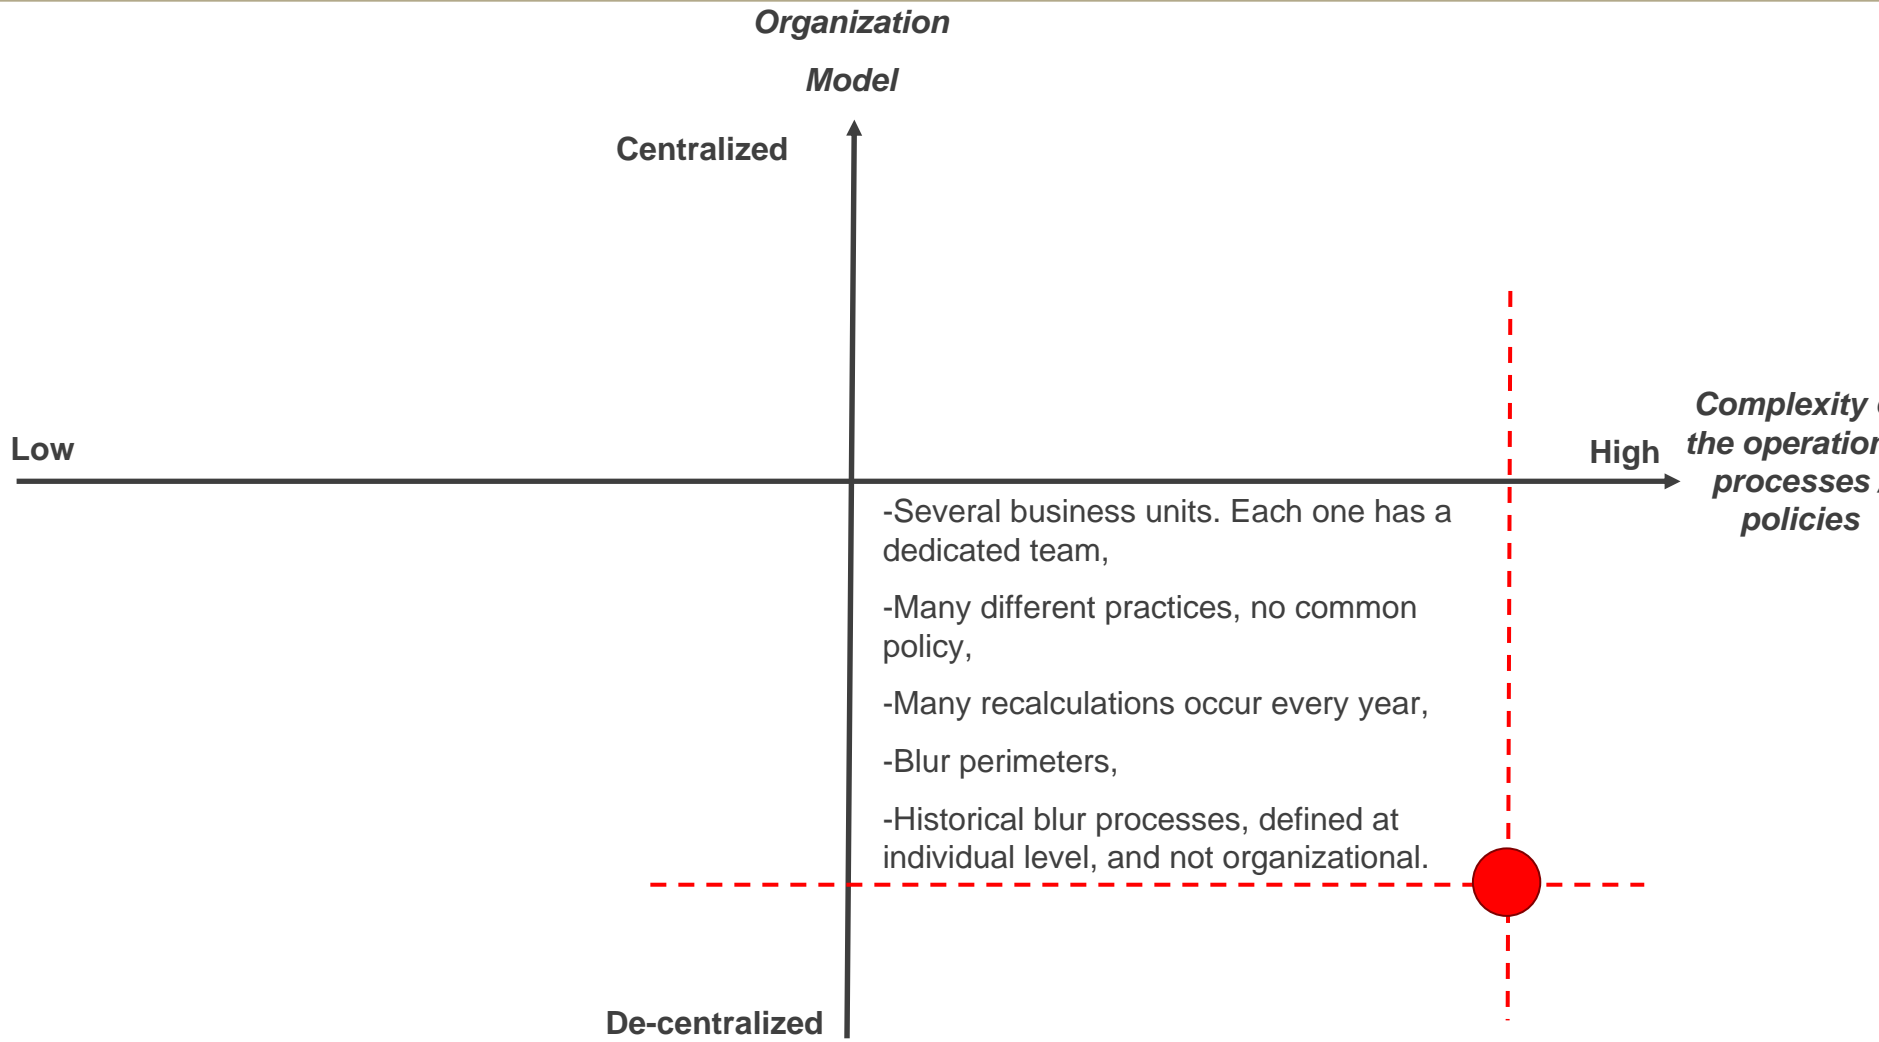 Organization
Model
Centralized
Low
High
Complexity
the operation
processes
policies
-Several business units. Each one has a
dedicated team,
-Many different practices, no common
policy,
-Many recalculations occur every year,
-Blur perimeters,
-Historical blur processes, defined at
individual level, and not organizational.
De-centralized